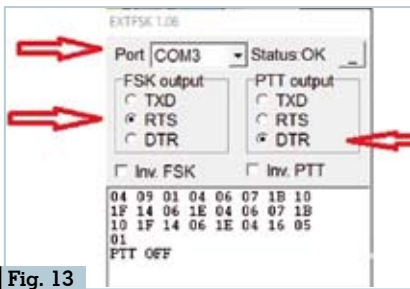 EXTFSK 1.06
Port COM3 Status:OK _
FSK output PTT output
TXD TXD
RTS RTS
DTR DTR
Inv. FSK Inv. PTT
04 09 01 04 06 07 1B 10
1F 14 06 1E 04 06 07 1B
10 1F 14 06 1E 04 16 05
01
PTT OFF
Fig. 13